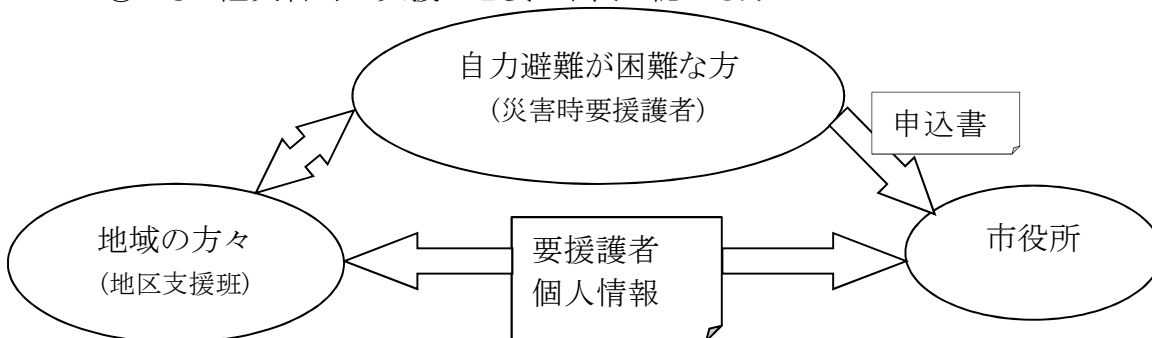 自力避難が困難な方
（災害時要援護者）
申込書
地域の方々
（地区支援班）
要援護者
個人情報
市役所